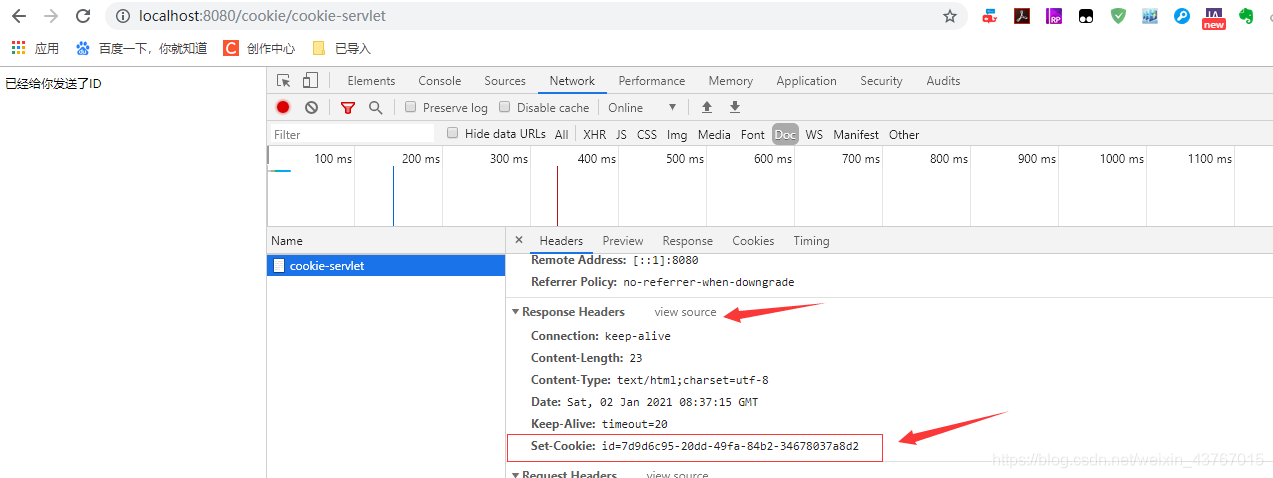 localhost:8080/cookie/cookie-servlet
new
应用 百度一下，你就知道 C 创作中心 已导入
已经给你发送了ID
Elements Console Sources Network Performance Memory Application Security Audits
Preserve log Disable cache Online
Filter Hide data URLs All XHR JS CSS Img Media Font Doc WS Manifest Other
100 ms 200 ms 300 ms 400 ms 500 ms 600 ms 700 ms 800 ms 900 ms 1000 ms 1100 ms
Name × Headers Preview Response Cookies Timing
cookie-servlet
Remote Address: [::1]:8080
Referrer Policy: no-referrer-when-downgrade
Response Headers view source
Connection: keep-alive
Content-Length: 23
Content-Type: text/html;charset=utf-8
Date: Sat, 02 Jan 2021 08:37:15 GMT
Keep-Alive: timeout=20
Set-Cookie: id=7d9d6c95-20dd-49fa-84b2-34678037a8d2
https://blog.csdn.net/weixin_43767015
Request Headers view source